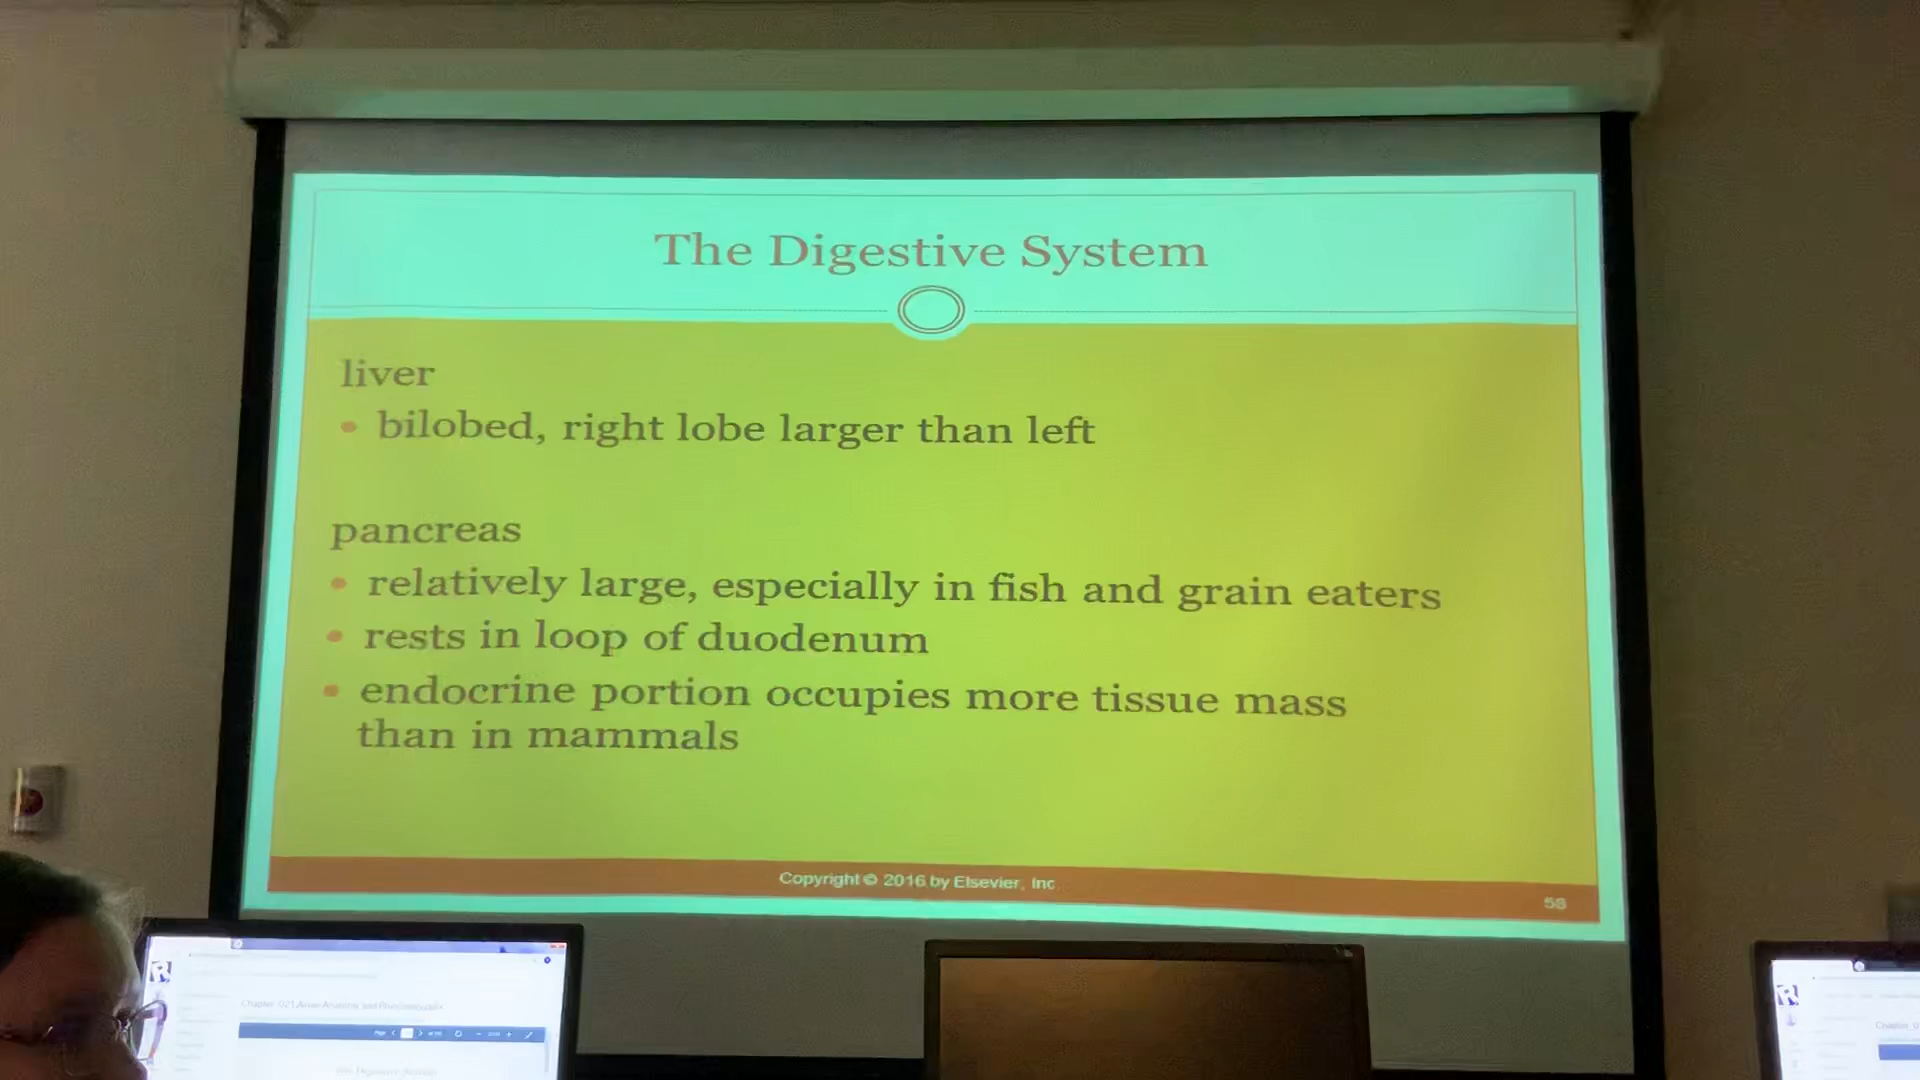 The Digestive System
liver
• bilobed, right lobe larger than left
pancreas
• relatively large, especially in fish and grain eaters
• rests in loop of duodenum
• endocrine portion occupies more tissue mass
than in mammals
Copyright © 2016 by Elsevier, Inc
58